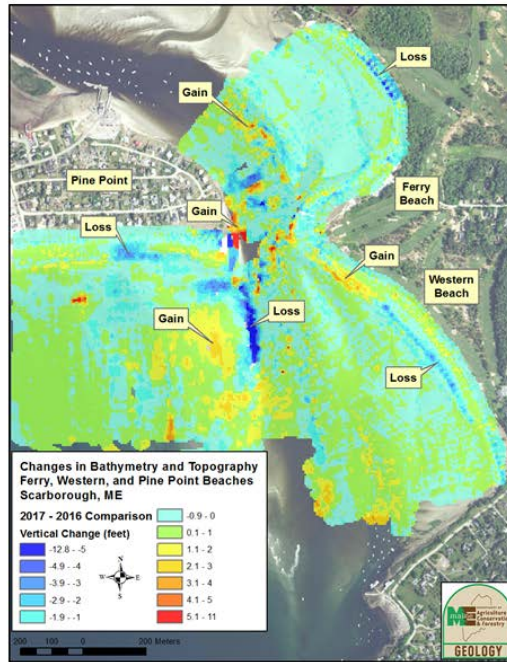 Loss
Gain
Pine Point
Ferry
Beach
Gain
Loss
Gain
Western
Beach
Loss
Gain
Loss
Changes in Bathymetry and Topography
Ferry, Western, and Pine Point Beaches
Scarborough, ME
2017 - 2016 Comparison
Vertical Change (feet)
-12.8 - -5
-4.9 - -4
-3.9 - -3
-2.9 - -2
-1.9 - -1
-0.9 - 0
0.1 - 1
1.1 - 2
2.1 - 3
3.1 - 4
4.1 - 5
5.1 - 11
N
W E
S
200 100 0 200 Meters
Agriculture
Conservation
& Forestry
GEOLOGY